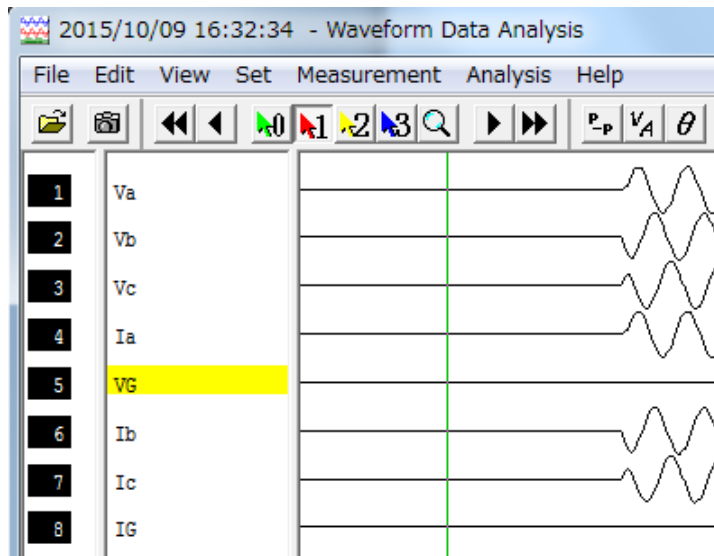 2015/10/09 16:32:34 - Waveform Data Analysis
File Edit View Set Measurement Analysis Help
0 1 2 3 P-P V/A θ
1 Va
2 Vb
3 Vc
4 Ia
5 VG
6 Ib
7 Ic
8 IG